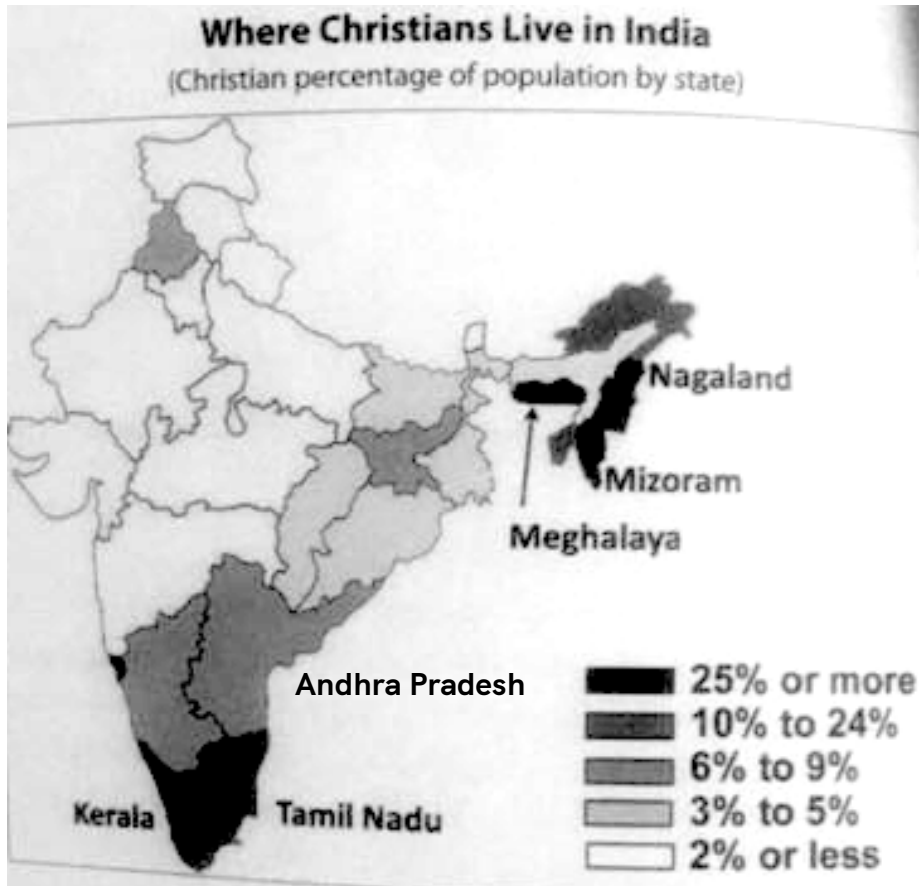 Where Christians Live in India
(Christian percentage of population by state)
Nagaland
Mizoram
Meghalaya
Andhra Pradesh
Kerala
Tamil Nadu
25% or more
10% to 24%
6% to 9%
3% to 5%
2% or less